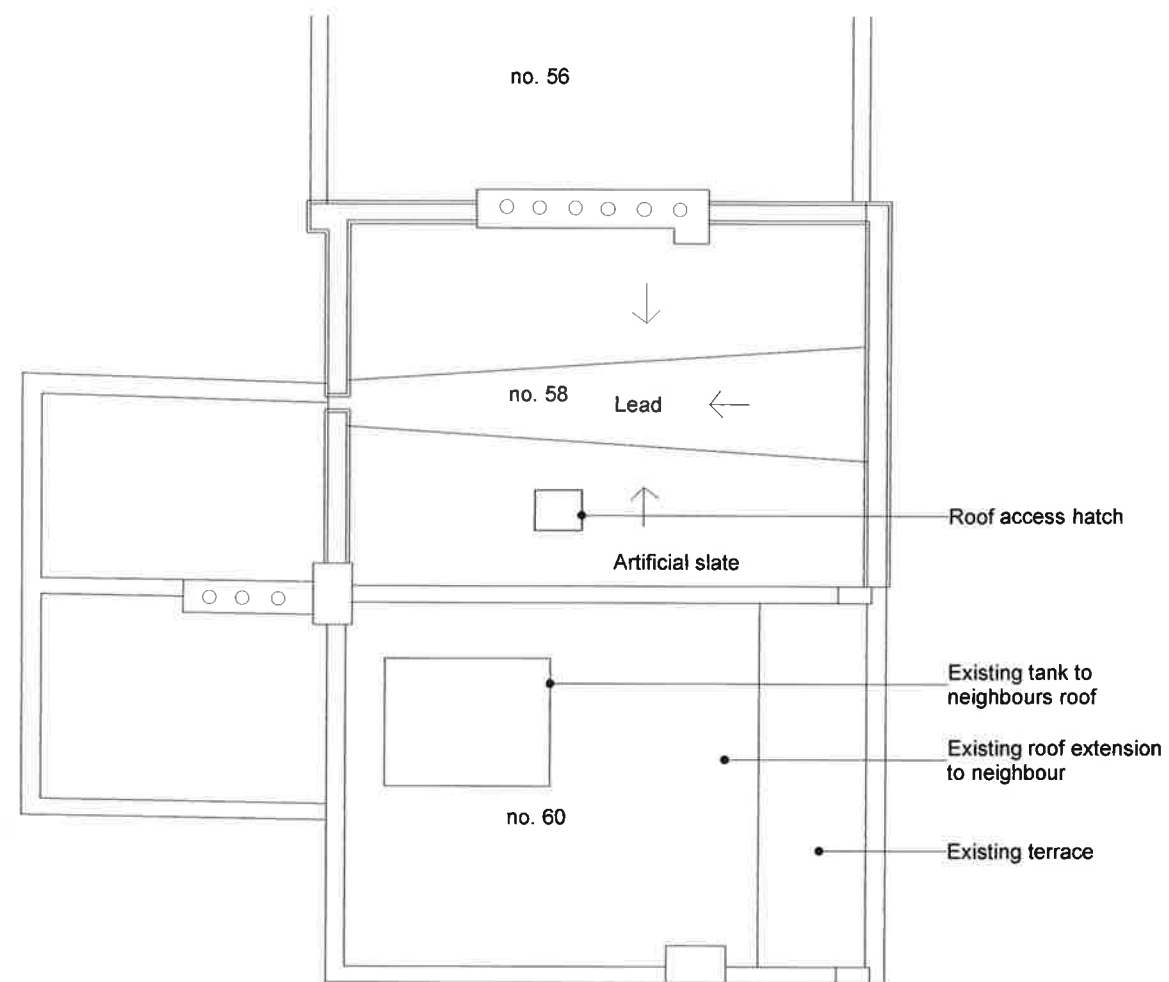 no. 56
no. 58
Lead
Roof access hatch
Artificial slate
Existing tank to
neighbours roof
Existing roof extension
to neighbour
no. 60
Existing terrace